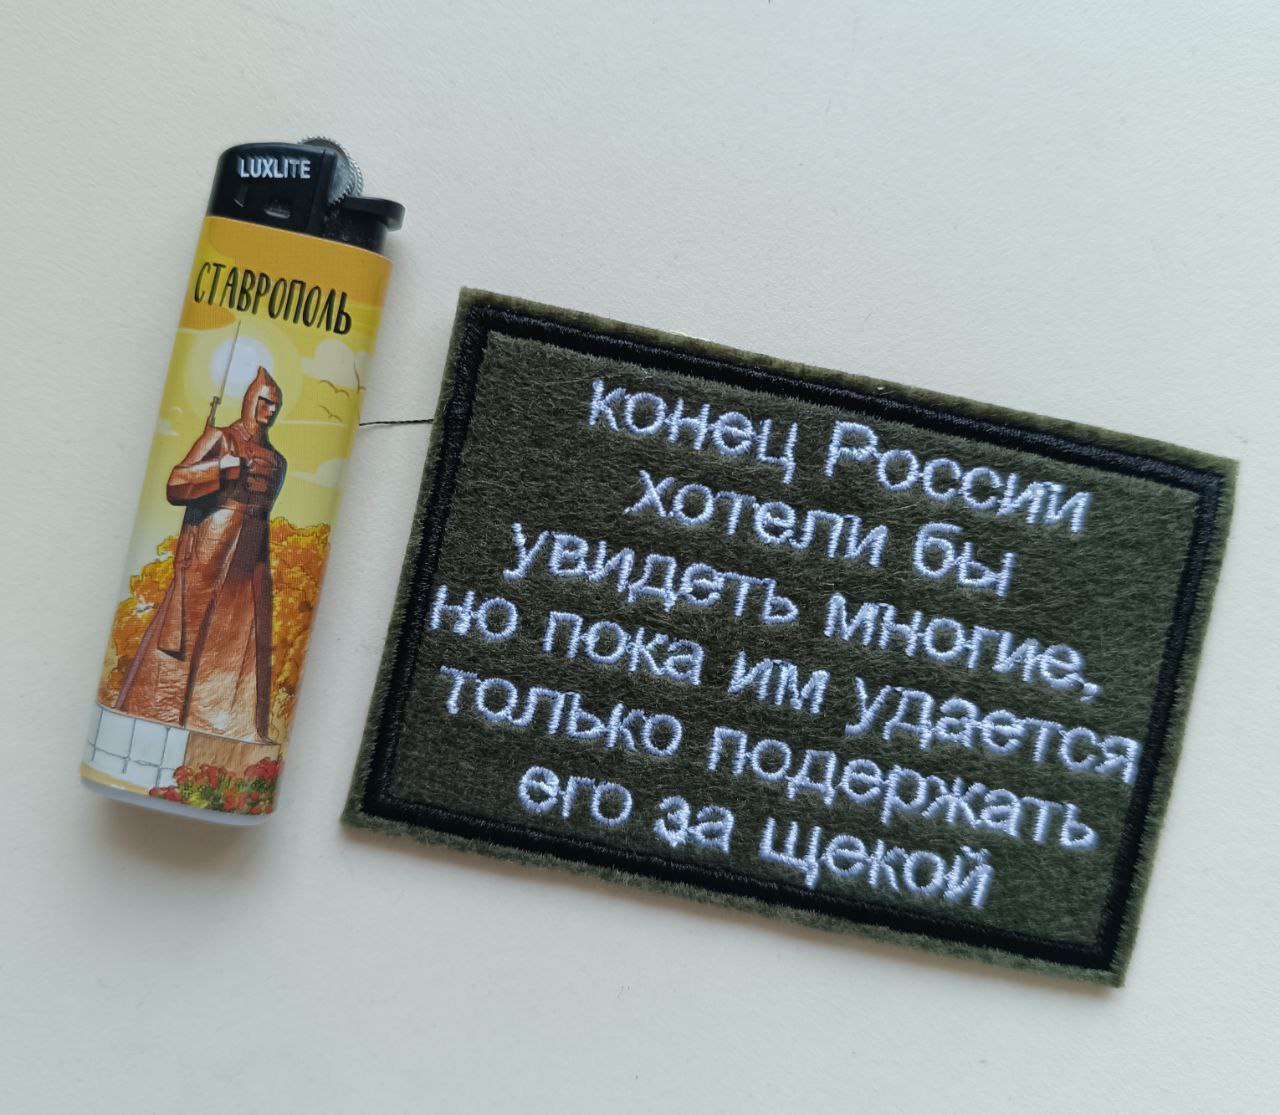 LUXLITE
СТАВРОПОЛЬ
конец России
хотели бы
увидеть многие,
но пока им удается
только подержать
его за щекой